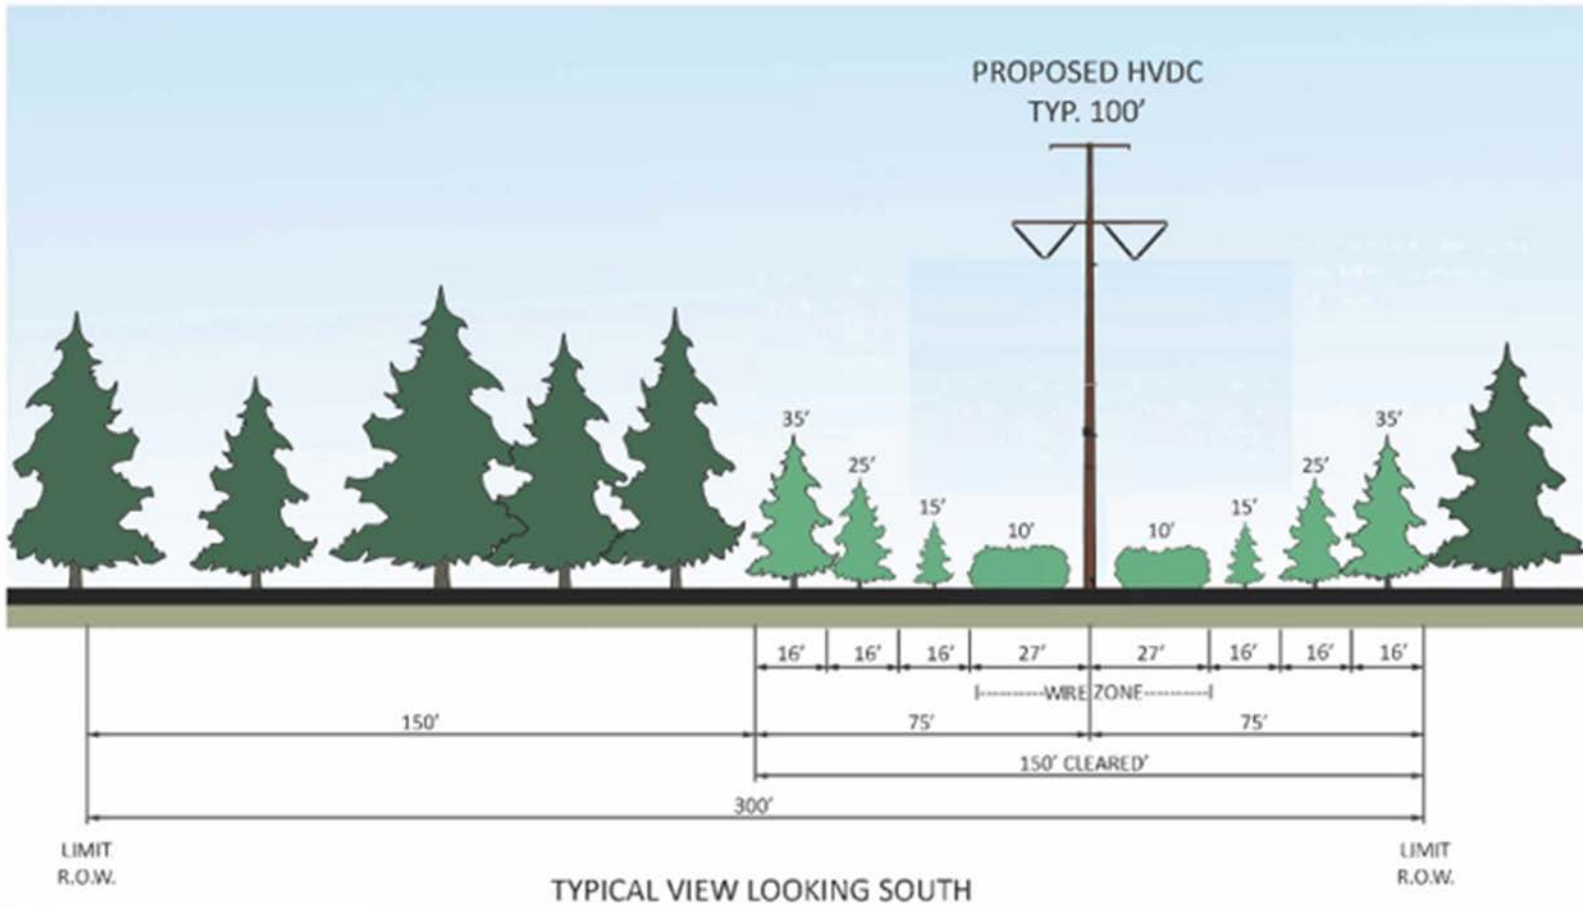 PROPOSED HVDC
TYP. 100'
35'
35'
25'
25'
15'
15'
10'
10'
16' 16' 16' 27' 27' 16' 16' 16'
|----------WIRE ZONE---------|
150' 75' 75'
150' CLEARED'
300'
LIMIT
R.O.W.
LIMIT
R.O.W.
TYPICAL VIEW LOOKING SOUTH